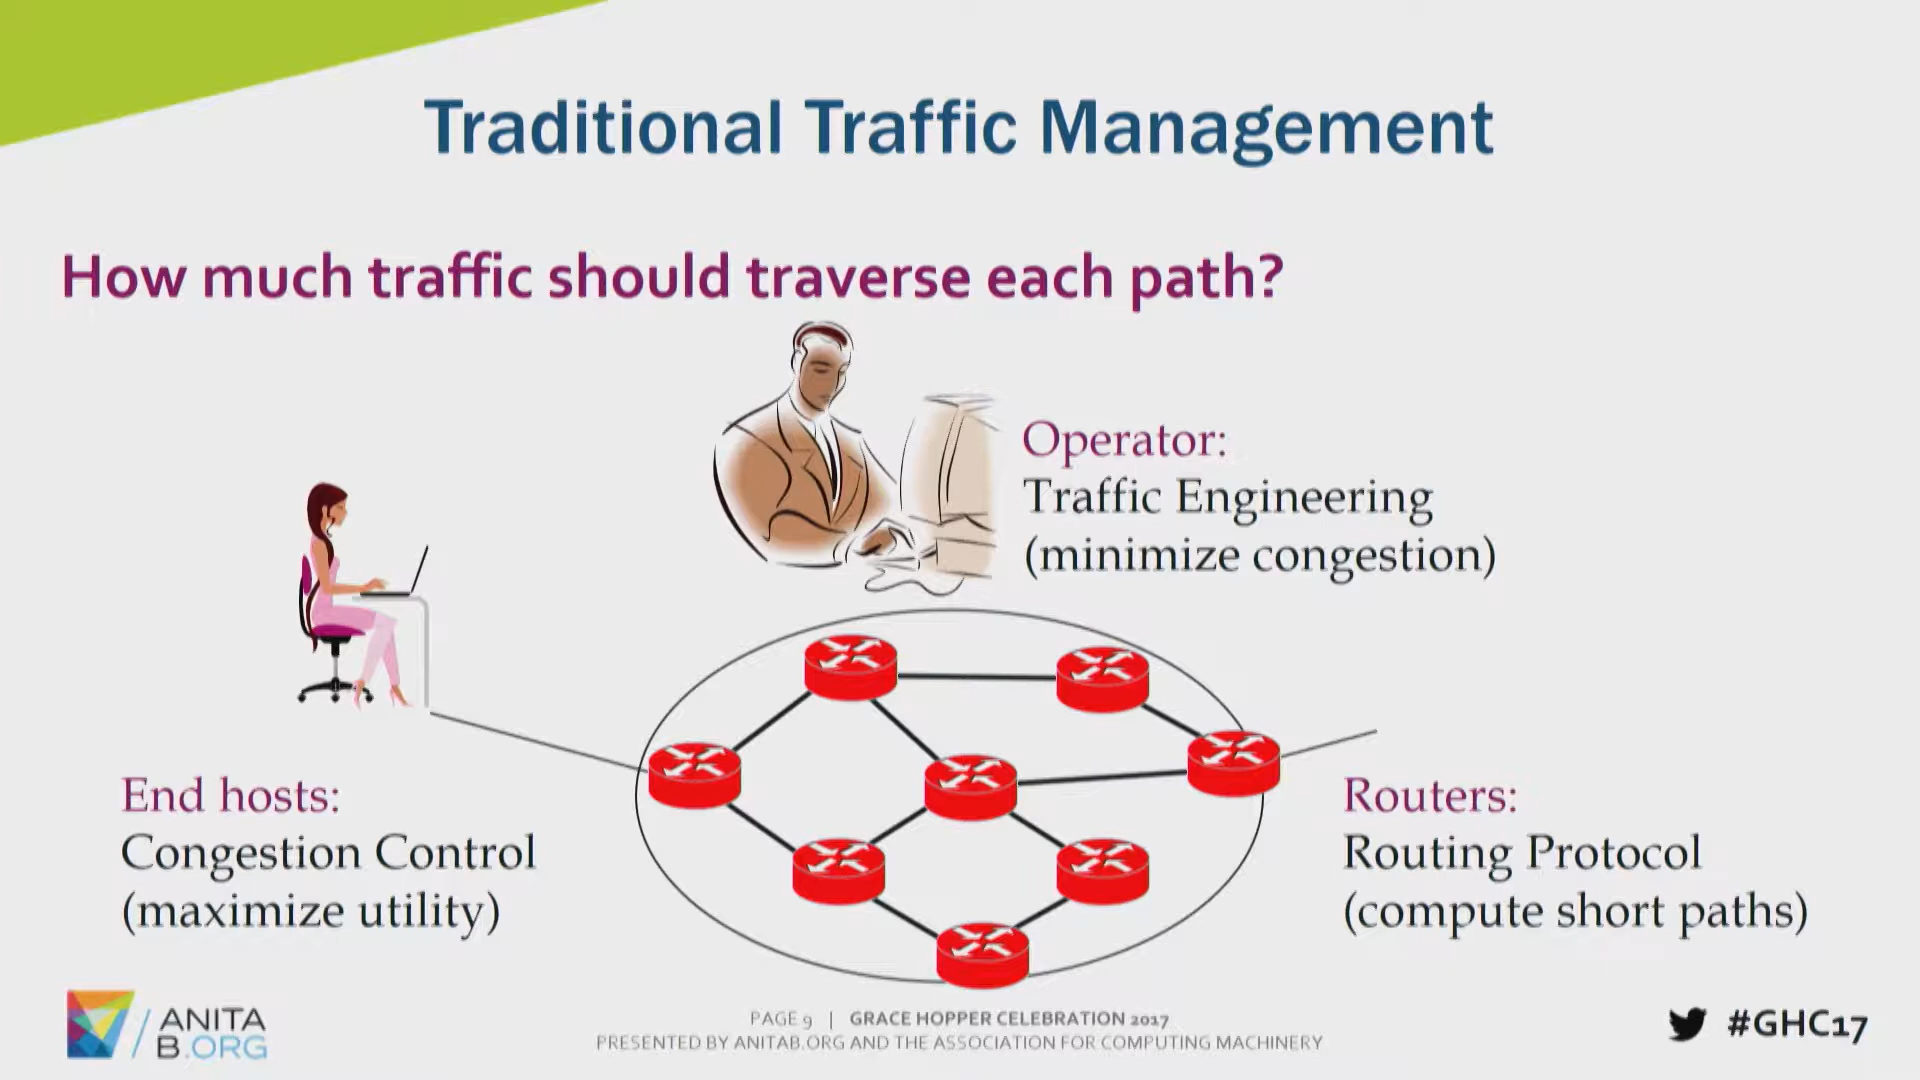 Traditional Traffic Management
How much traffic should traverse each path?
Operator:
Traffic Engineering
(minimize congestion)
End hosts:
Congestion Control
(maximize utility)
Routers:
Routing Protocol
(compute short paths)
ANITA
B.ORG
PAGE 9 | GRACE HOPPER CELEBRATION 2017
PRESENTED BY ANITAB.ORG AND THE ASSOCIATION FOR COMPUTING MACHINERY
#GHC17